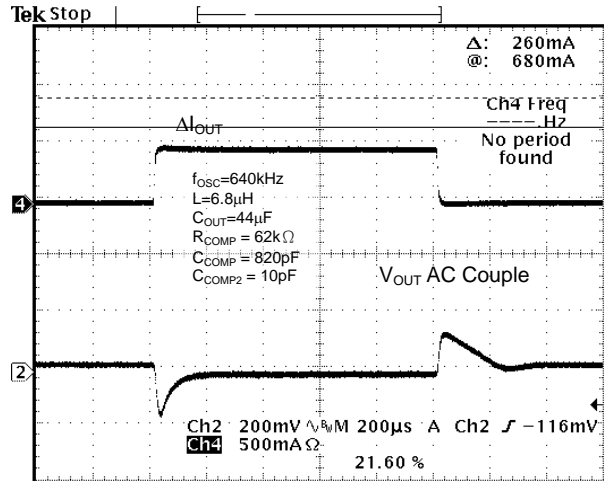 Tek Stop
Δ: 260mA
@: 680mA
Ch4 Freq
----.Hz
No period
found
ΔI_OUT
f_OSC=640kHz
L=6.8μH
C_OUT=44μF
R_COMP = 62kΩ
C_COMP = 820pF
C_COMP2 = 10pF
V_OUT AC Couple
4
2
Ch2 200mV ∿ BW M 200μs A Ch2 ƒ −116mV
Ch4 500mA Ω
21.60 %